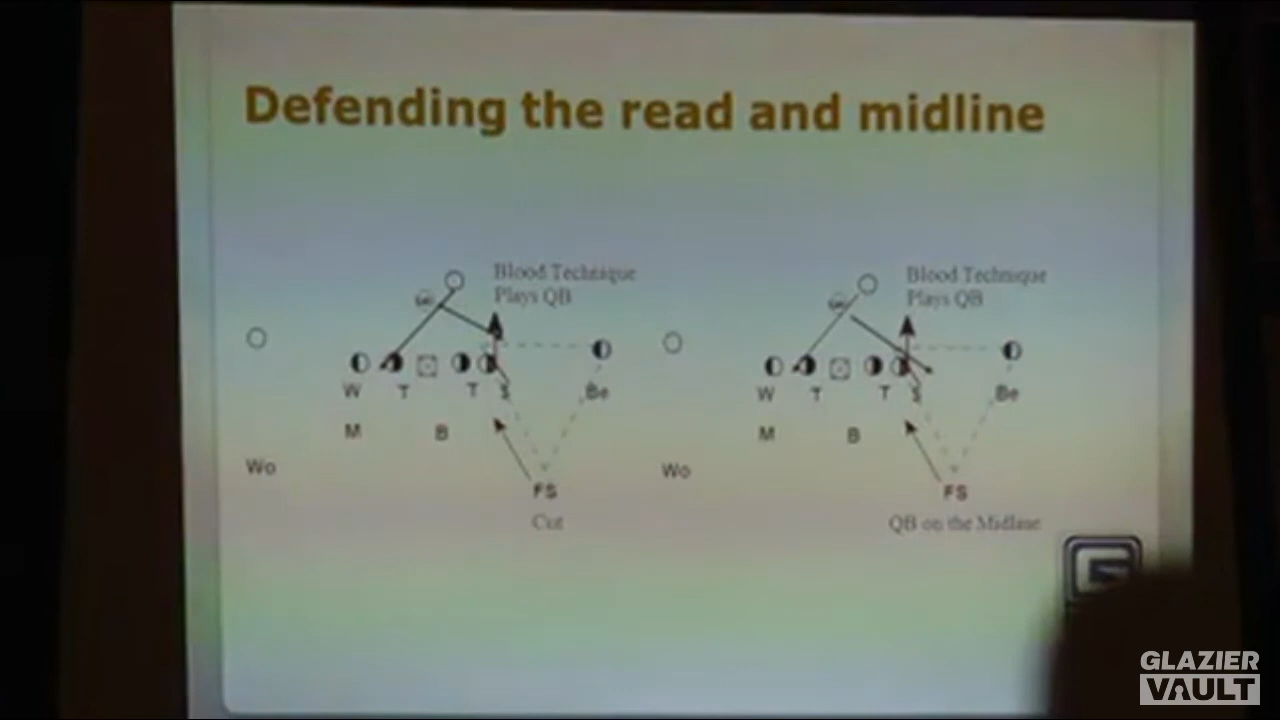 Defending the read and midline
Blood Technique
Plays QB
W T T S Be
M B
Wo
FS
Cut
Blood Technique
Plays QB
W T T S Be
M B
Wo
FS
QB on the Midline
GLAZIER
VAULT